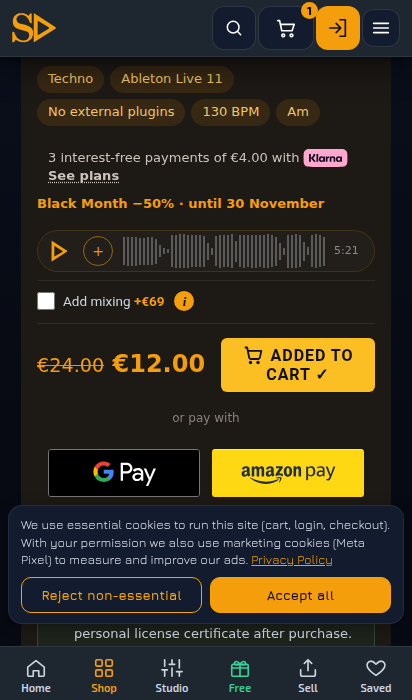 S
1
Techno
Ableton Live 11
No external plugins
130 BPM
Am
3 interest-free payments of €4.00 with Klarna
See plans
Black Month −50% · until 30 November
+
5:21
Add mixing +€69 i
€24.00 €12.00
ADDED TO
CART ✓
or pay with
G Pay
amazon pay
We use essential cookies to run this site (cart, login, checkout).
With your permission we also use marketing cookies (Meta
Pixel) to measure and improve our ads. Privacy Policy
Reject non-essential
Accept all
personal license certificate after purchase.
Home
Shop
Studio
Free
Sell
Saved